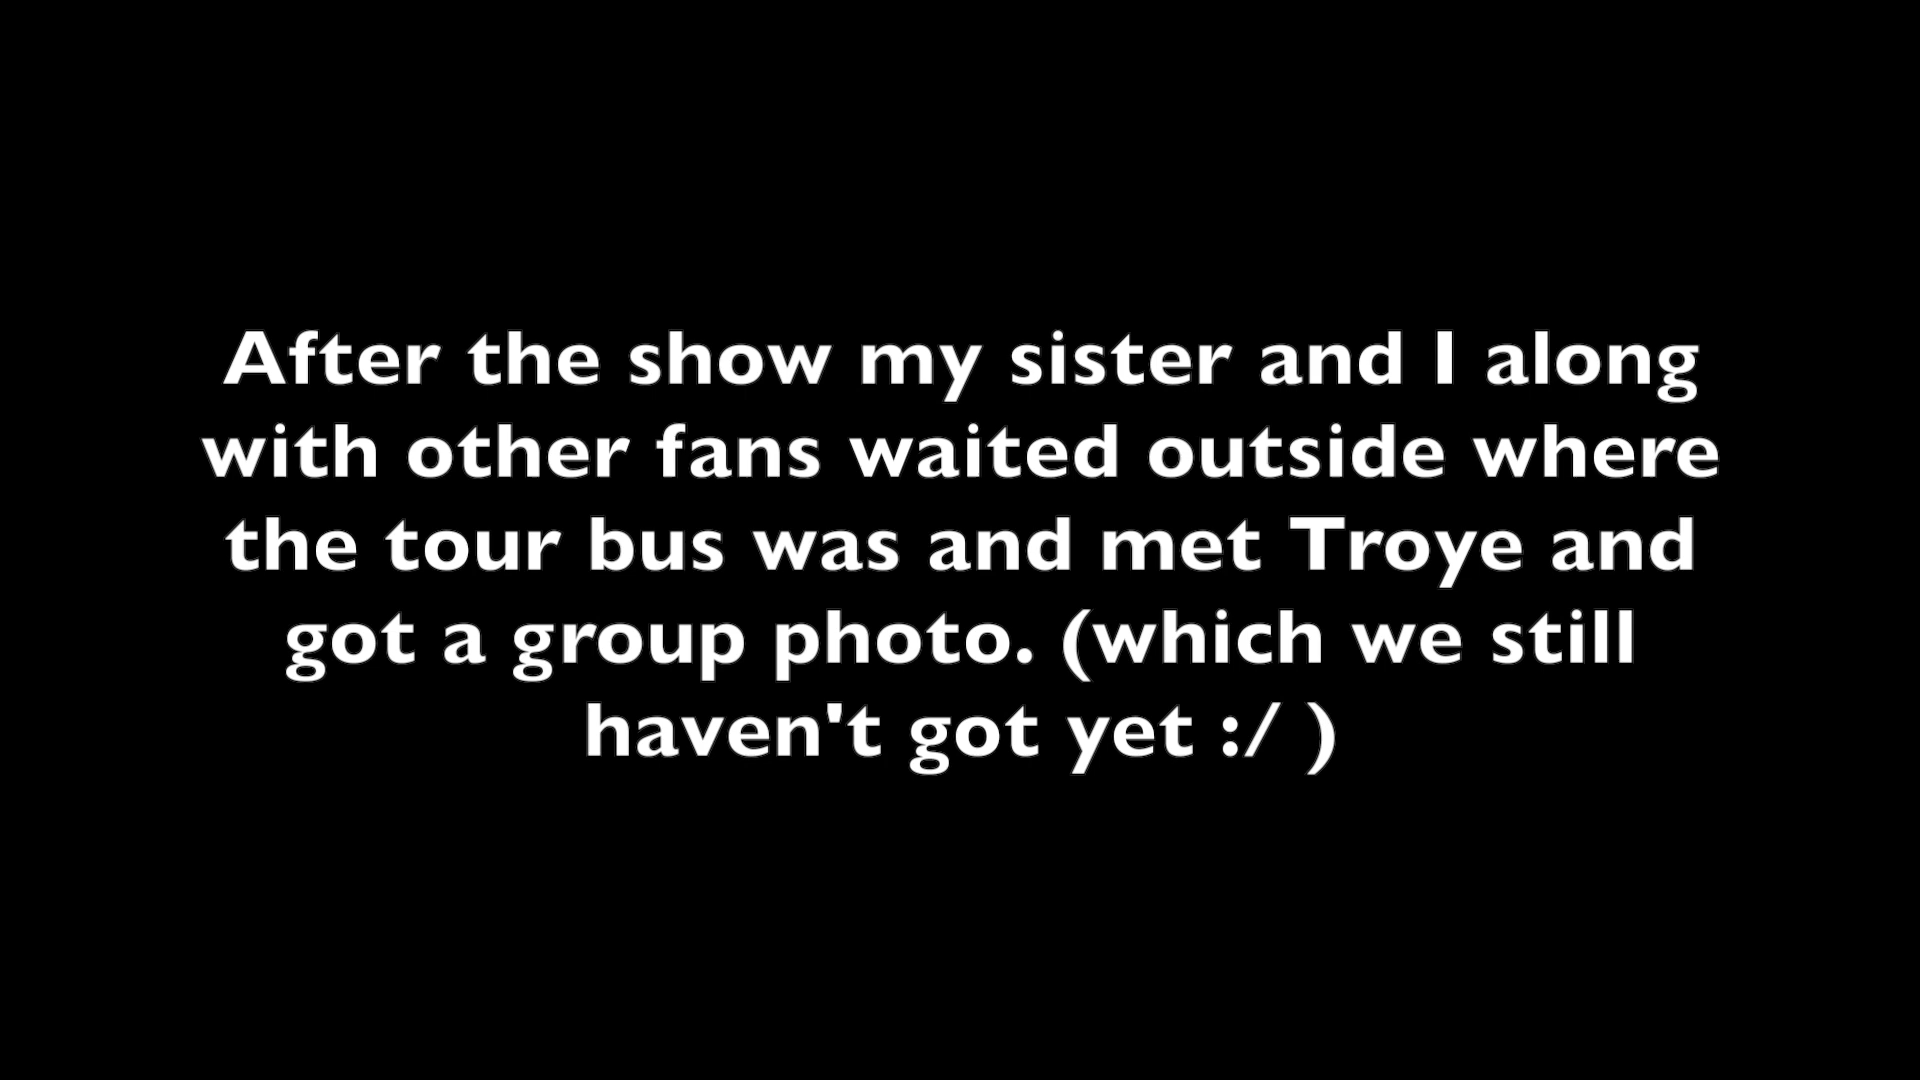 After the show my sister and I along
with other fans waited outside where
the tour bus was and met Troye and
got a group photo. (which we still
haven't got yet :/ )